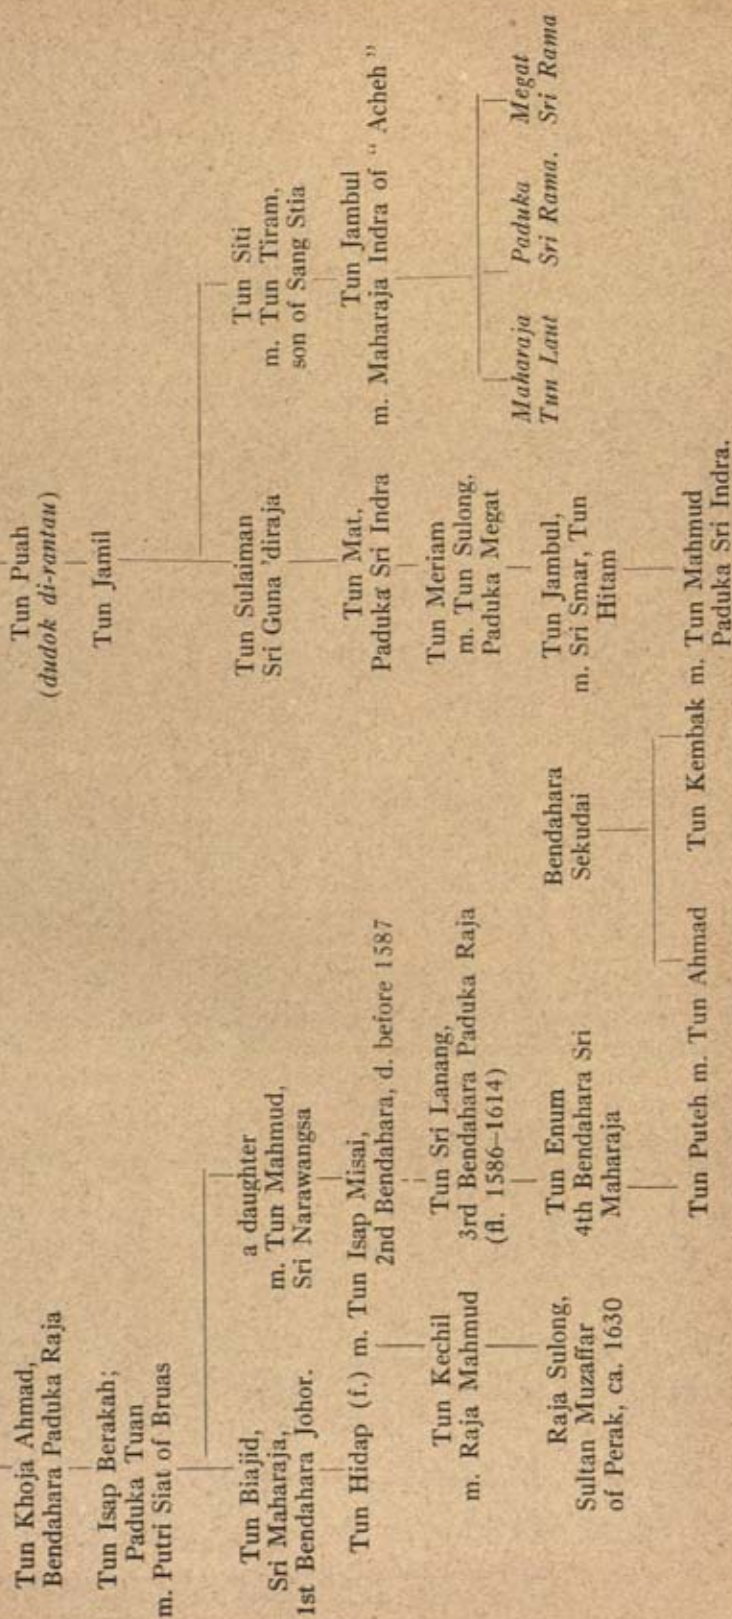 Tun Khoja Ahmad,
Bendahara Paduka Raja
Tun Puah
(dudok di-rantau)
Tun Isap Berakah;
Paduka Tuan
m. Putri Siat of Bruas
Tun Jamil
Tun Biajid,
Sri Maharaja,
1st Bendahara Johor.
a daughter
m. Tun Mahmud,
Sri Narawangsa
Tun Sulaiman
Sri Guna 'diraja
Tun Siti
m. Tun Tiram,
son of Sang Stia
Tun Hidap (f.) m. Tun Isap Misai,
2nd Bendahara, d. before 1587
Tun Mat,
Paduka Sri Indra
Tun Jambul
m. Maharaja Indra of " Acheh "
Tun Kechil
m. Raja Mahmud
Tun Sri Lanang,
3rd Bendahara Paduka Raja
(fl. 1586–1614)
Tun Meriam
m. Tun Sulong,
Paduka Megat
Maharaja
Tun Laut
Paduka
Sri Rama.
Megat
Sri Rama
Raja Sulong,
Sultan Muzaffar
of Perak, ca. 1630
Tun Enum
4th Bendahara Sri
Maharaja
Bendahara
Sekudai
Tun Jambul,
m. Sri Smar, Tun
Hitam
Tun Puteh m. Tun Ahmad
Tun Kembak m. Tun Mahmud
Paduka Sri Indra.